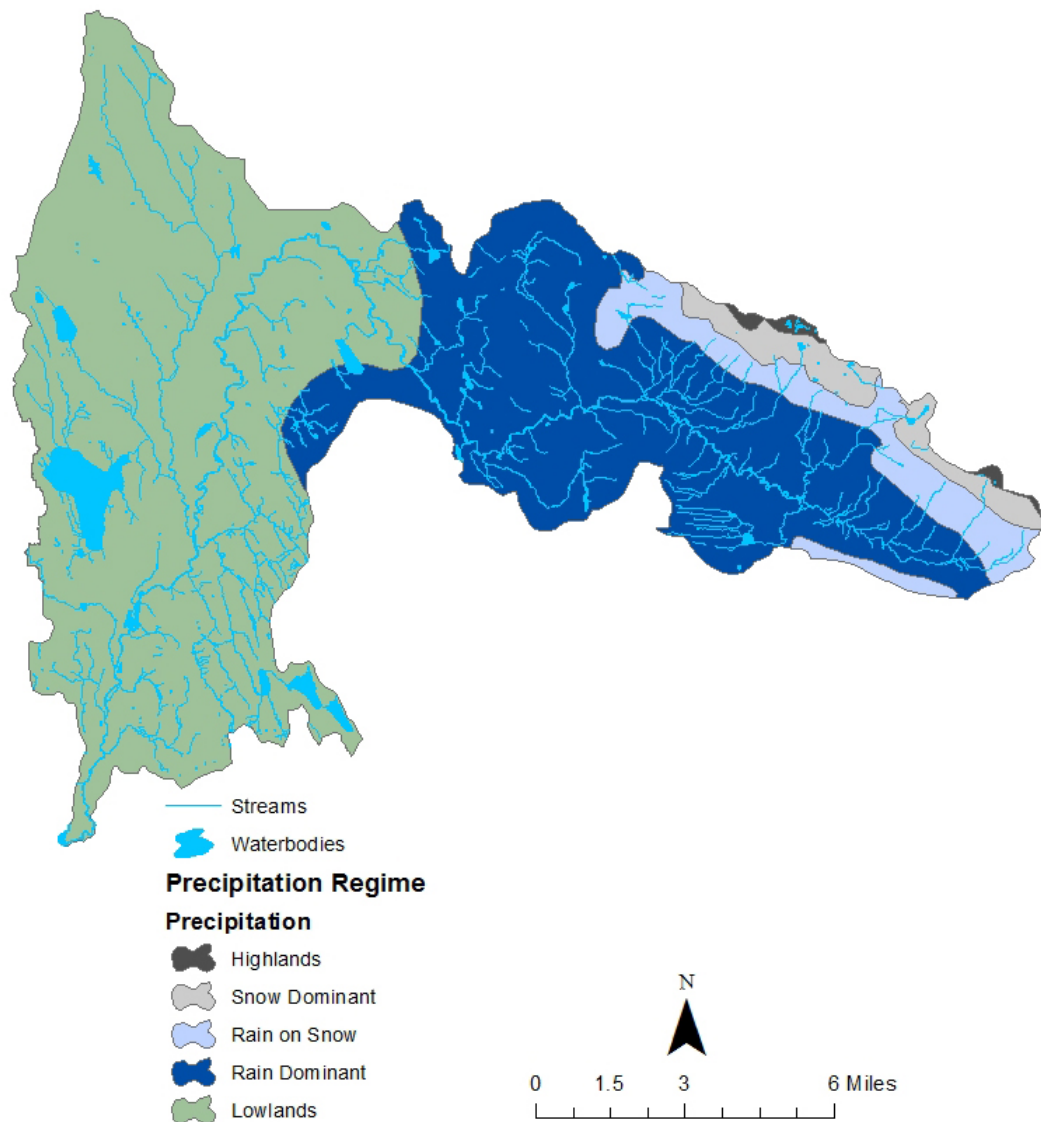 Streams
Waterbodies
Precipitation Regime
Precipitation
Highlands
Snow Dominant
Rain on Snow
Rain Dominant
Lowlands
N
0 1.5 3 6 Miles